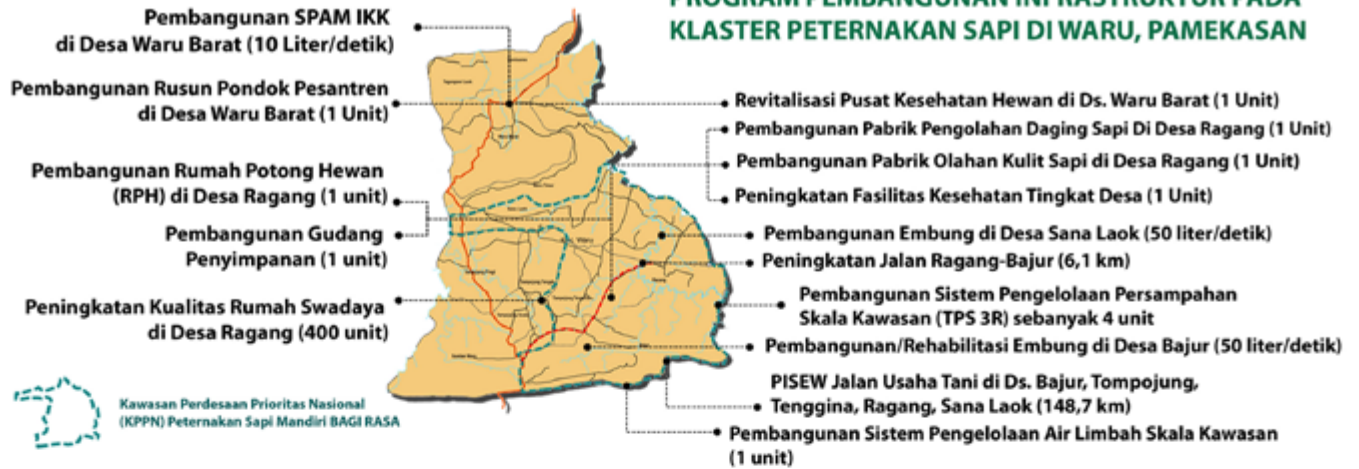 PROGRAM PEMBANGUNAN INFRASTRUKTUR PADA
KLASTER PETERNAKAN SAPI DI WARU, PAMEKASAN
Pembangunan SPAM IKK
di Desa Waru Barat (10 Liter/detik)
Pembangunan Rusun Pondok Pesantren
di Desa Waru Barat (1 Unit)
Pembangunan Rumah Potong Hewan
(RPH) di Desa Ragang (1 unit)
Pembangunan Gudang
Penyimpanan (1 unit)
Peningkatan Kualitas Rumah Swadaya
di Desa Ragang (400 unit)
Kawasan Perdesaan Prioritas Nasional
(KPPN) Peternakan Sapi Mandiri BAGI RASA
Revitalisasi Pusat Kesehatan Hewan di Ds. Waru Barat (1 Unit)
Pembangunan Pabrik Pengolahan Daging Sapi Di Desa Ragang (1 Unit)
Pembangunan Pabrik Olahan Kulit Sapi di Desa Ragang (1 Unit)
Peningkatan Fasilitas Kesehatan Tingkat Desa (1 Unit)
Pembangunan Embung di Desa Sana Laok (50 liter/detik)
Peningkatan Jalan Ragang-Bajur (6,1 km)
Pembangunan Sistem Pengelolaan Persampahan
Skala Kawasan (TPS 3R) sebanyak 4 unit
Pembangunan/Rehabilitasi Embung di Desa Bajur (50 liter/detik)
PISEW Jalan Usaha Tani di Ds. Bajur, Tompojung,
Tenggina, Ragang, Sana Laok (148,7 km)
Pembangunan Sistem Pengelolaan Air Limbah Skala Kawasan
(1 unit)